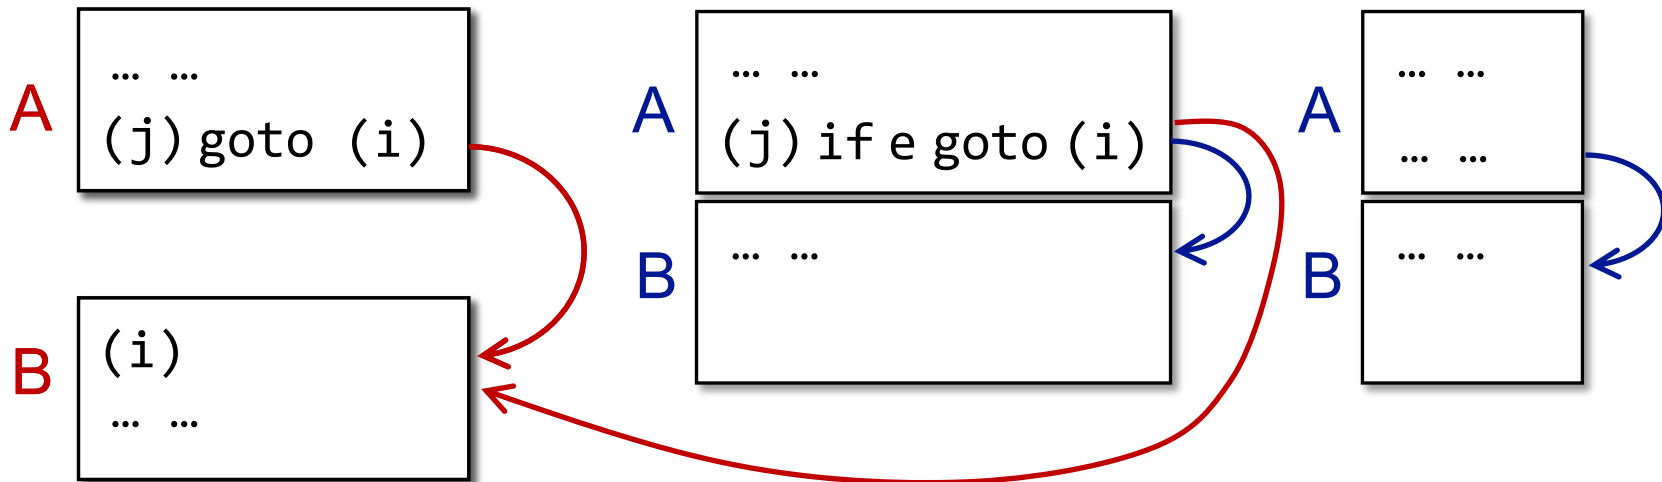 A
… …
(j) goto (i)
B
(i)
… …
A
… …
(j) if e goto (i)
B
… …
A
… …
… …
B
… …